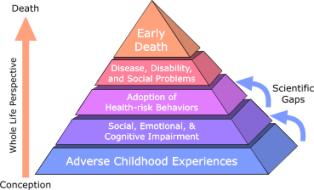 Death
Early
Death
Disease, Disability,
and Social Problems
Scientific
Gaps
Adoption of
Health-risk Behaviors
Social, Emotional, &
Cognitive Impairment
Adverse Childhood Experiences
Whole Life Perspective
Conception